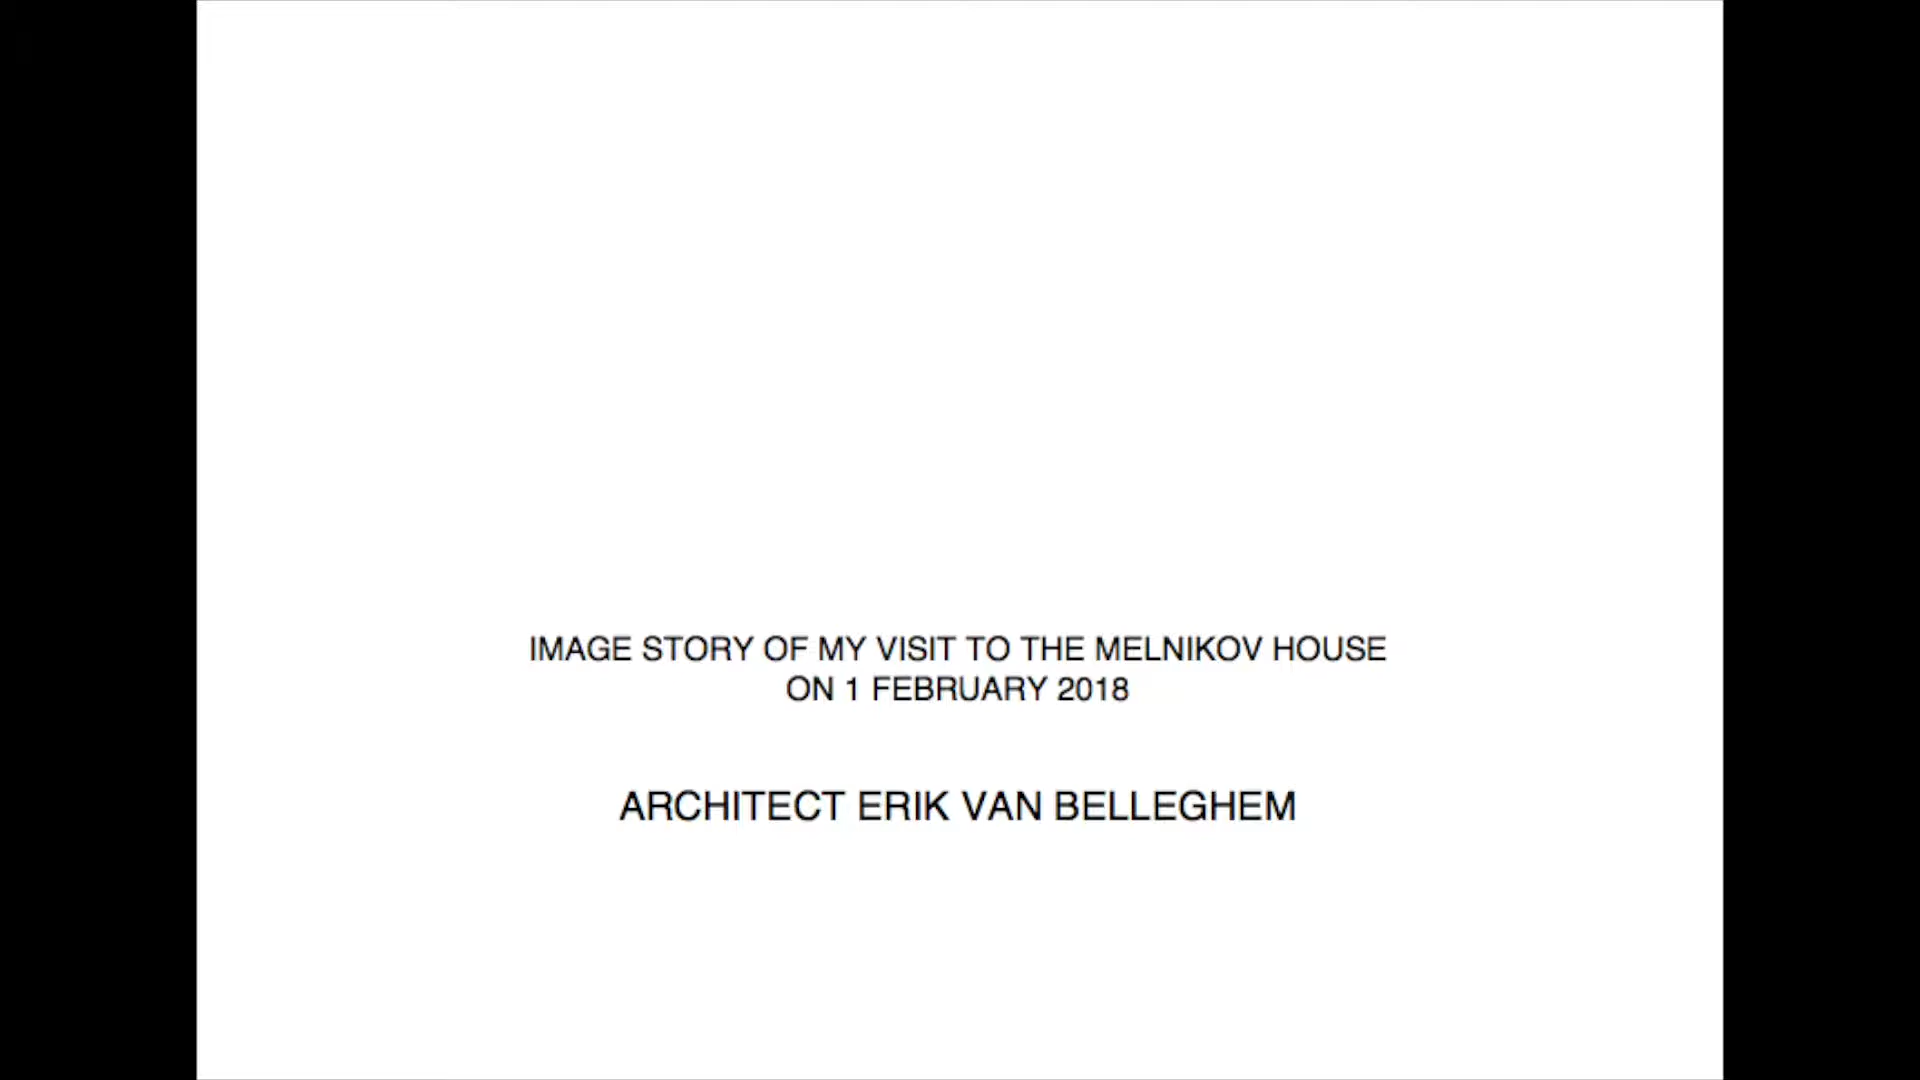 IMAGE STORY OF MY VISIT TO THE MELNIKOV HOUSE
ON 1 FEBRUARY 2018
ARCHITECT ERIK VAN BELLEGHEM